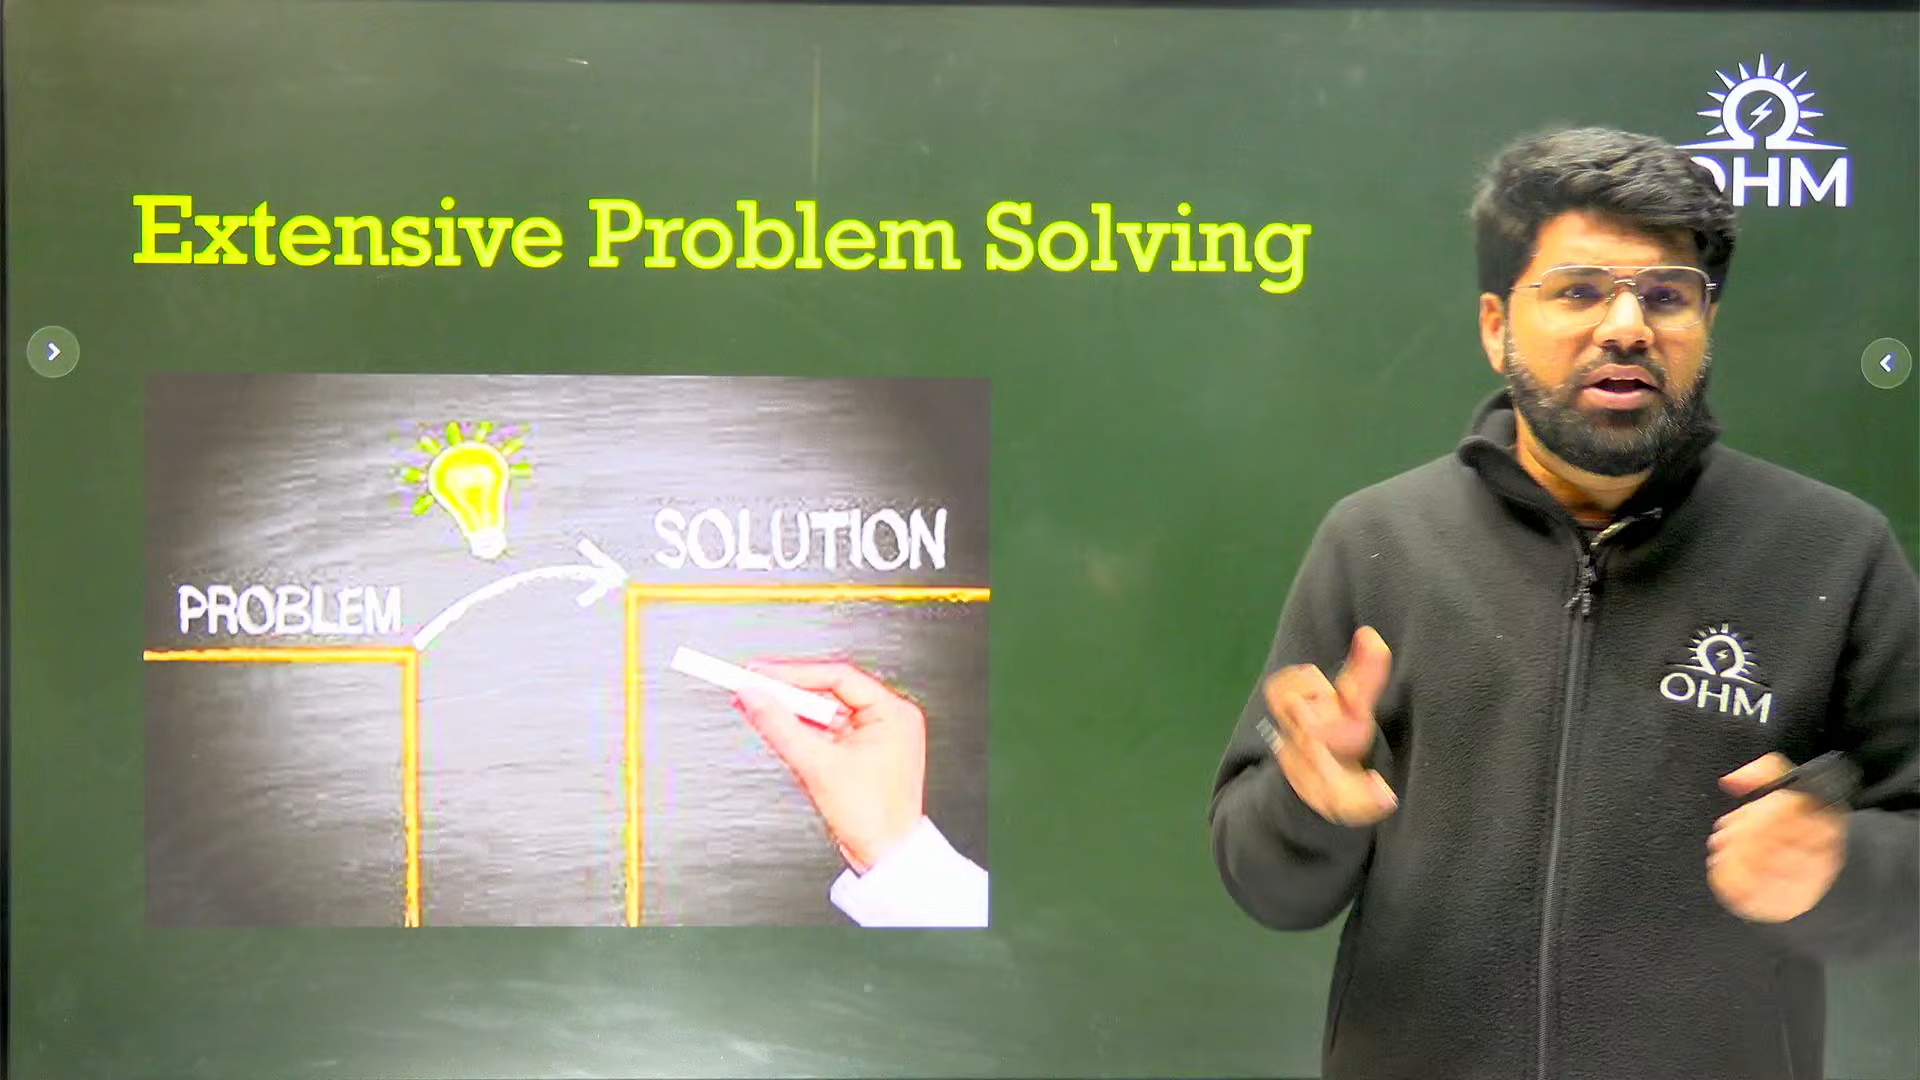 OHM
Extensive Problem Solving
SOLUTION
PROBLEM
OHM